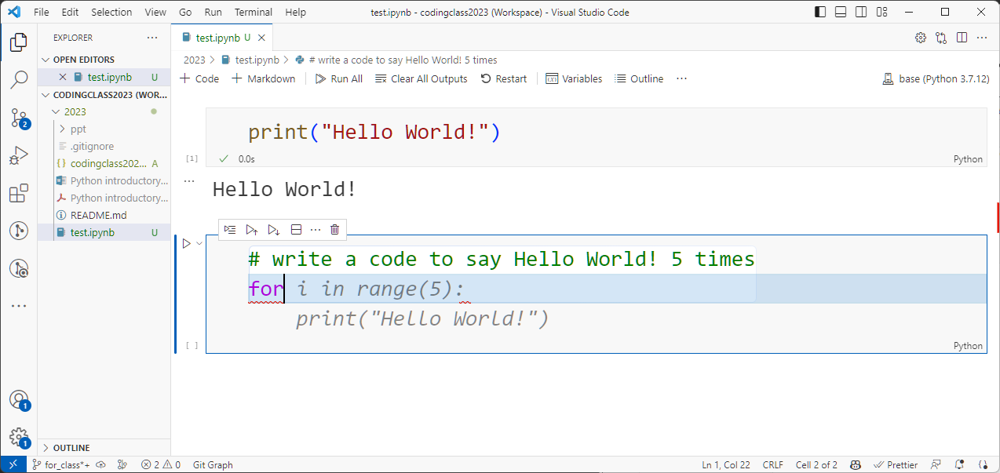 File Edit Selection View Go Run Terminal Help test.ipynb - codingclass2023 (Workspace) - Visual Studio Code
EXPLORER
OPEN EDITORS
test.ipynb U
CODINGCLASS2023 (WOR...
2023
ppt
.gitignore
codingclass202... A
Python introductory...
Python introductory...
README.md
test.ipynb U
OUTLINE
2
1
1
test.ipynb U
2023 > test.ipynb > # write a code to say Hello World! 5 times
+ Code + Markdown Run All Clear All Outputs Restart Variables Outline ... base (Python 3.7.12)
print("Hello World!")
[1] 0.0s Python
Hello World!
# write a code to say Hello World! 5 times
for i in range(5):
print("Hello World!")
[ ] Python
for_class*+ 2 0 Git Graph Ln 1, Col 22 CRLF Cell 2 of 2 Prettier